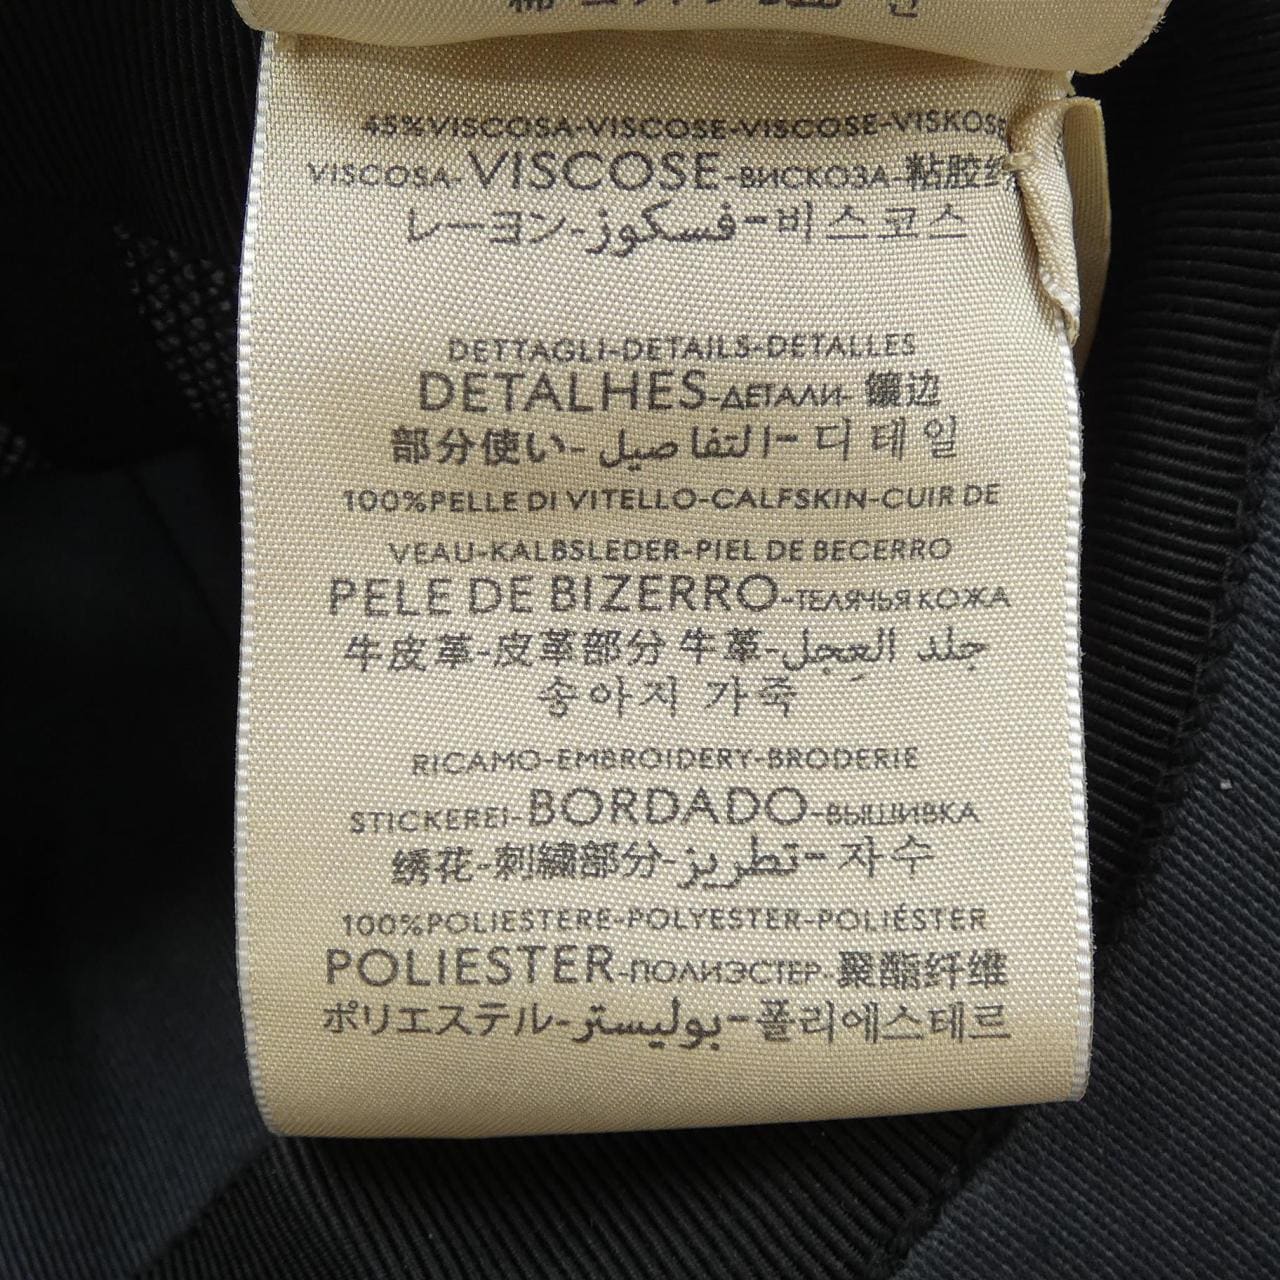 45%VISCOSA-VISCOSE-VISCOSE-VISKOSE
VISCOSA-VISCOSE-ВИСКОЗА-粘胶纤
レーヨン-فسكوز-비스코스
DETTAGLI-DETAILS-DETALLES
DETALHES-ДЕТАЛИ-镶边
部分使い-التفاصيل-디테일
100%PELLE DI VITELLO-CALFSKIN-CUIR DE
VEAU-KALBSLEDER-PIEL DE BECERRO
PELE DE BIZERRO-ТЕЛЯЧЬЯ КОЖА
牛皮革-皮革部分 牛革-جلد العِجل
송아지 가죽
RICAMO-EMBROIDERY-BRODERIE
STICKEREI-BORDADO-ВЫШИВКА
绣花-刺繍部分-تطريز-자수
100%POLIESTERE-POLYESTER-POLIÉSTER
POLIESTER-ПОЛИЭСТЕР-聚酯纤维
ポリエステル-بوليستر-폴리에스테르